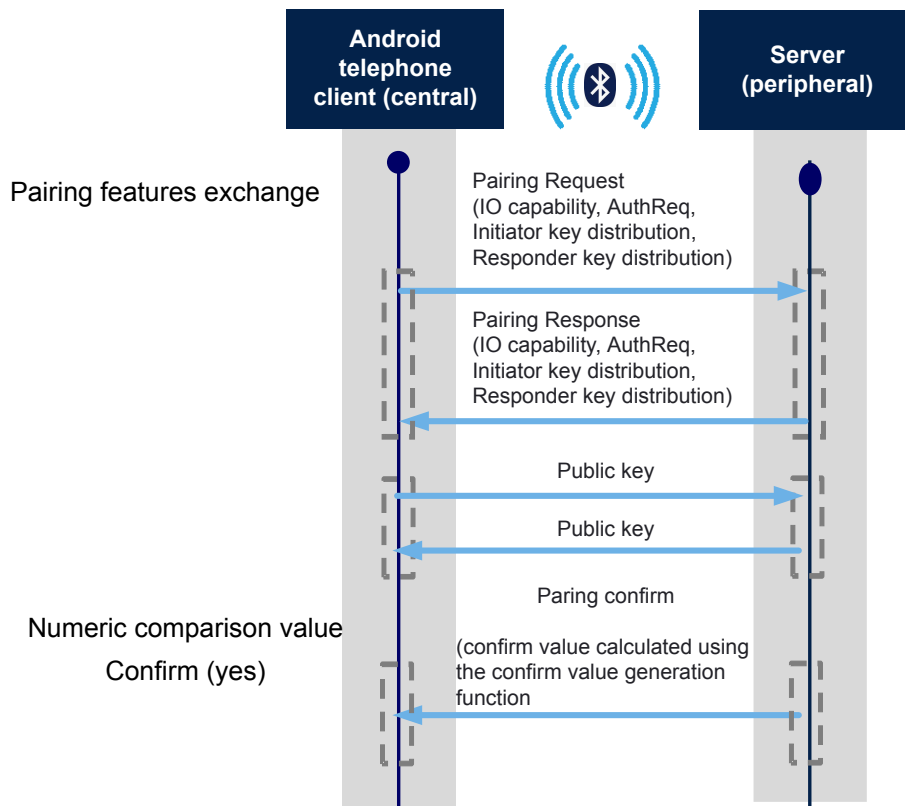 Android
telephone
client (central)
Server
(peripheral)
Pairing features exchange
Pairing Request
(IO capability, AuthReq,
Initiator key distribution,
Responder key distribution)
Pairing Response
(IO capability, AuthReq,
Initiator key distribution,
Responder key distribution)
Public key
Public key
Paring confirm
Numeric comparison value
Confirm (yes)
(confirm value calculated using
the confirm value generation
function